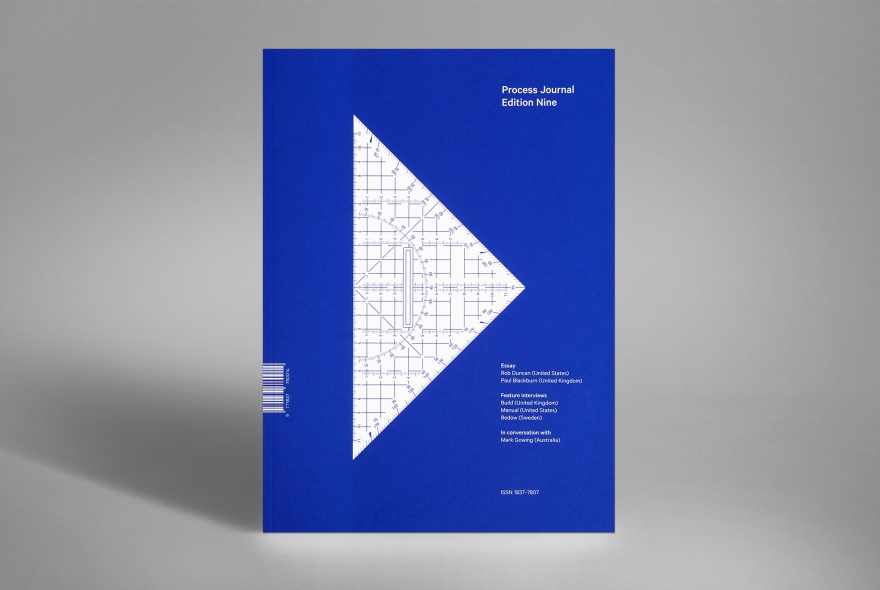 Process Journal
Edition Nine
Essay
Rob Duncan (United States)
Paul Blackburn (United Kingdom)
Feature interviews
Build (United Kingdom)
Manual (United States)
Bedow (Sweden)
In conversation with
Mark Gowing (Australia)
ISSN 1837-7807